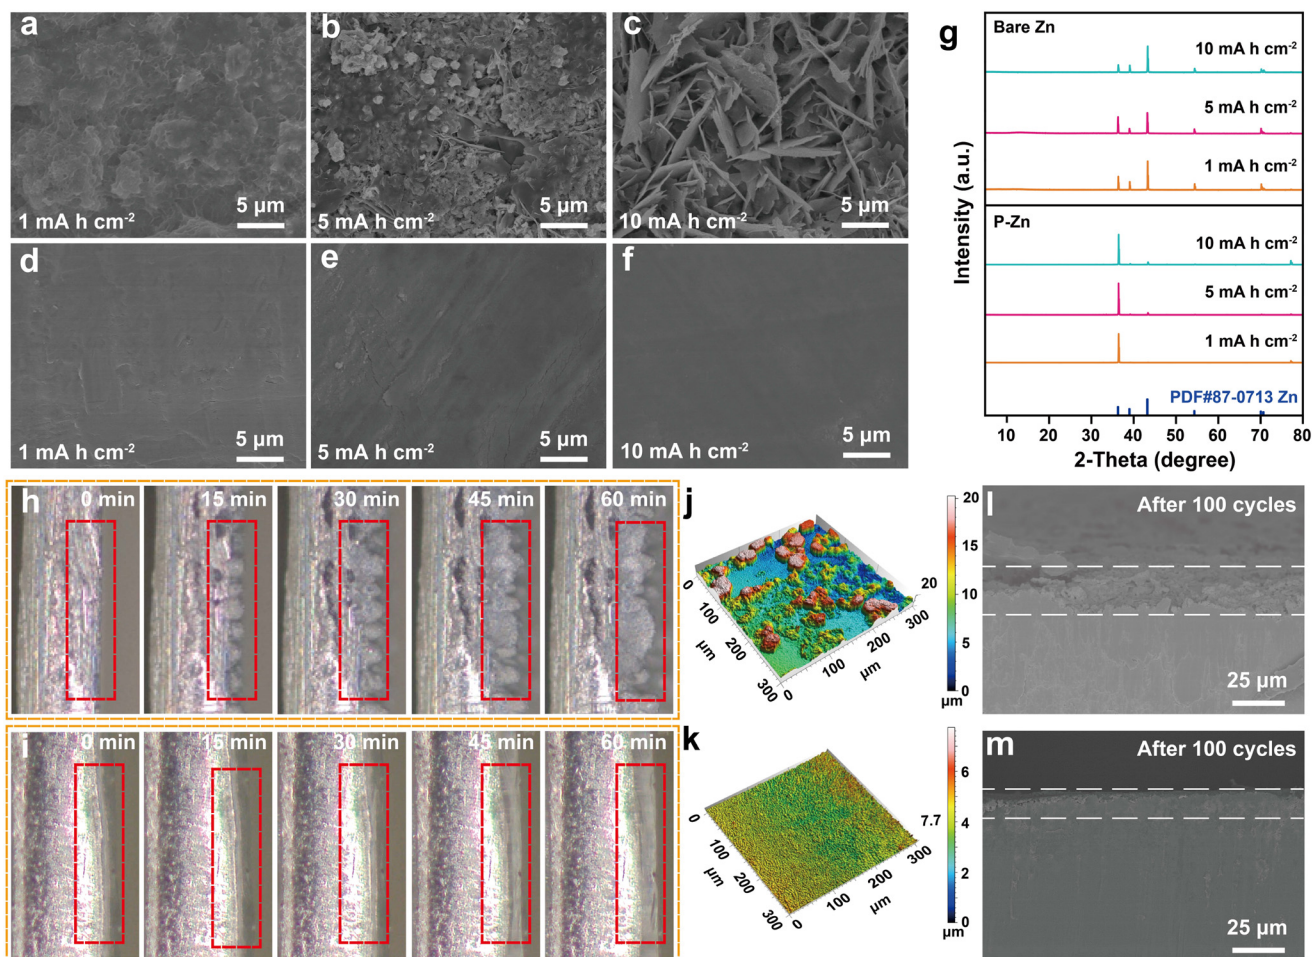 a
1 mA h cm-2
5 μm
b
5 mA h cm-2
5 μm
c
10 mA h cm-2
5 μm
d
1 mA h cm-2
5 μm
e
5 mA h cm-2
5 μm
f
10 mA h cm-2
5 μm
g
Bare Zn
10 mA h cm-2
5 mA h cm-2
1 mA h cm-2
P-Zn
10 mA h cm-2
5 mA h cm-2
1 mA h cm-2
PDF#87-0713 Zn
Intensity (a.u.)
10 20 30 40 50 60 70 80
2-Theta (degree)
h
0 min
15 min
30 min
45 min
60 min
i
0 min
15 min
30 min
45 min
60 min
j
0
100
200
300
μm
0
100
200
300
μm
20
20
15
10
5
0
μm
k
0
100
200
300
μm
0
100
200
300
μm
7.7
6
4
2
0
μm
l
After 100 cycles
25 μm
m
After 100 cycles
25 μm